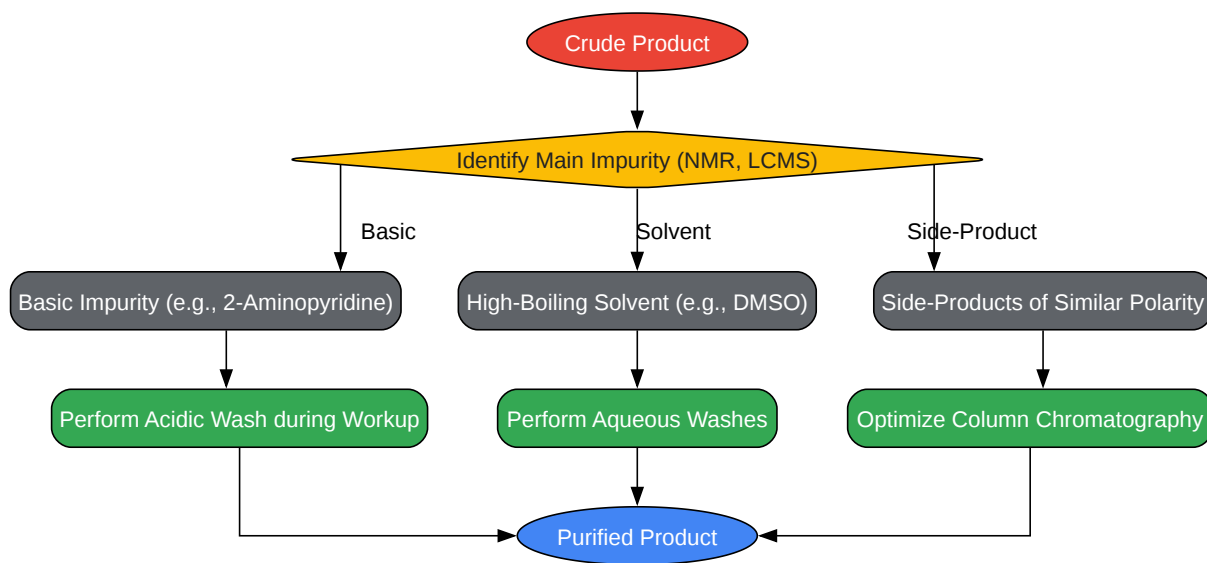 Crude Product
Identify Main Impurity (NMR, LCMS)
Basic
Solvent
Side-Product
Basic Impurity (e.g., 2-Aminopyridine)
High-Boiling Solvent (e.g., DMSO)
Side-Products of Similar Polarity
Perform Acidic Wash during Workup
Perform Aqueous Washes
Optimize Column Chromatography
Purified Product